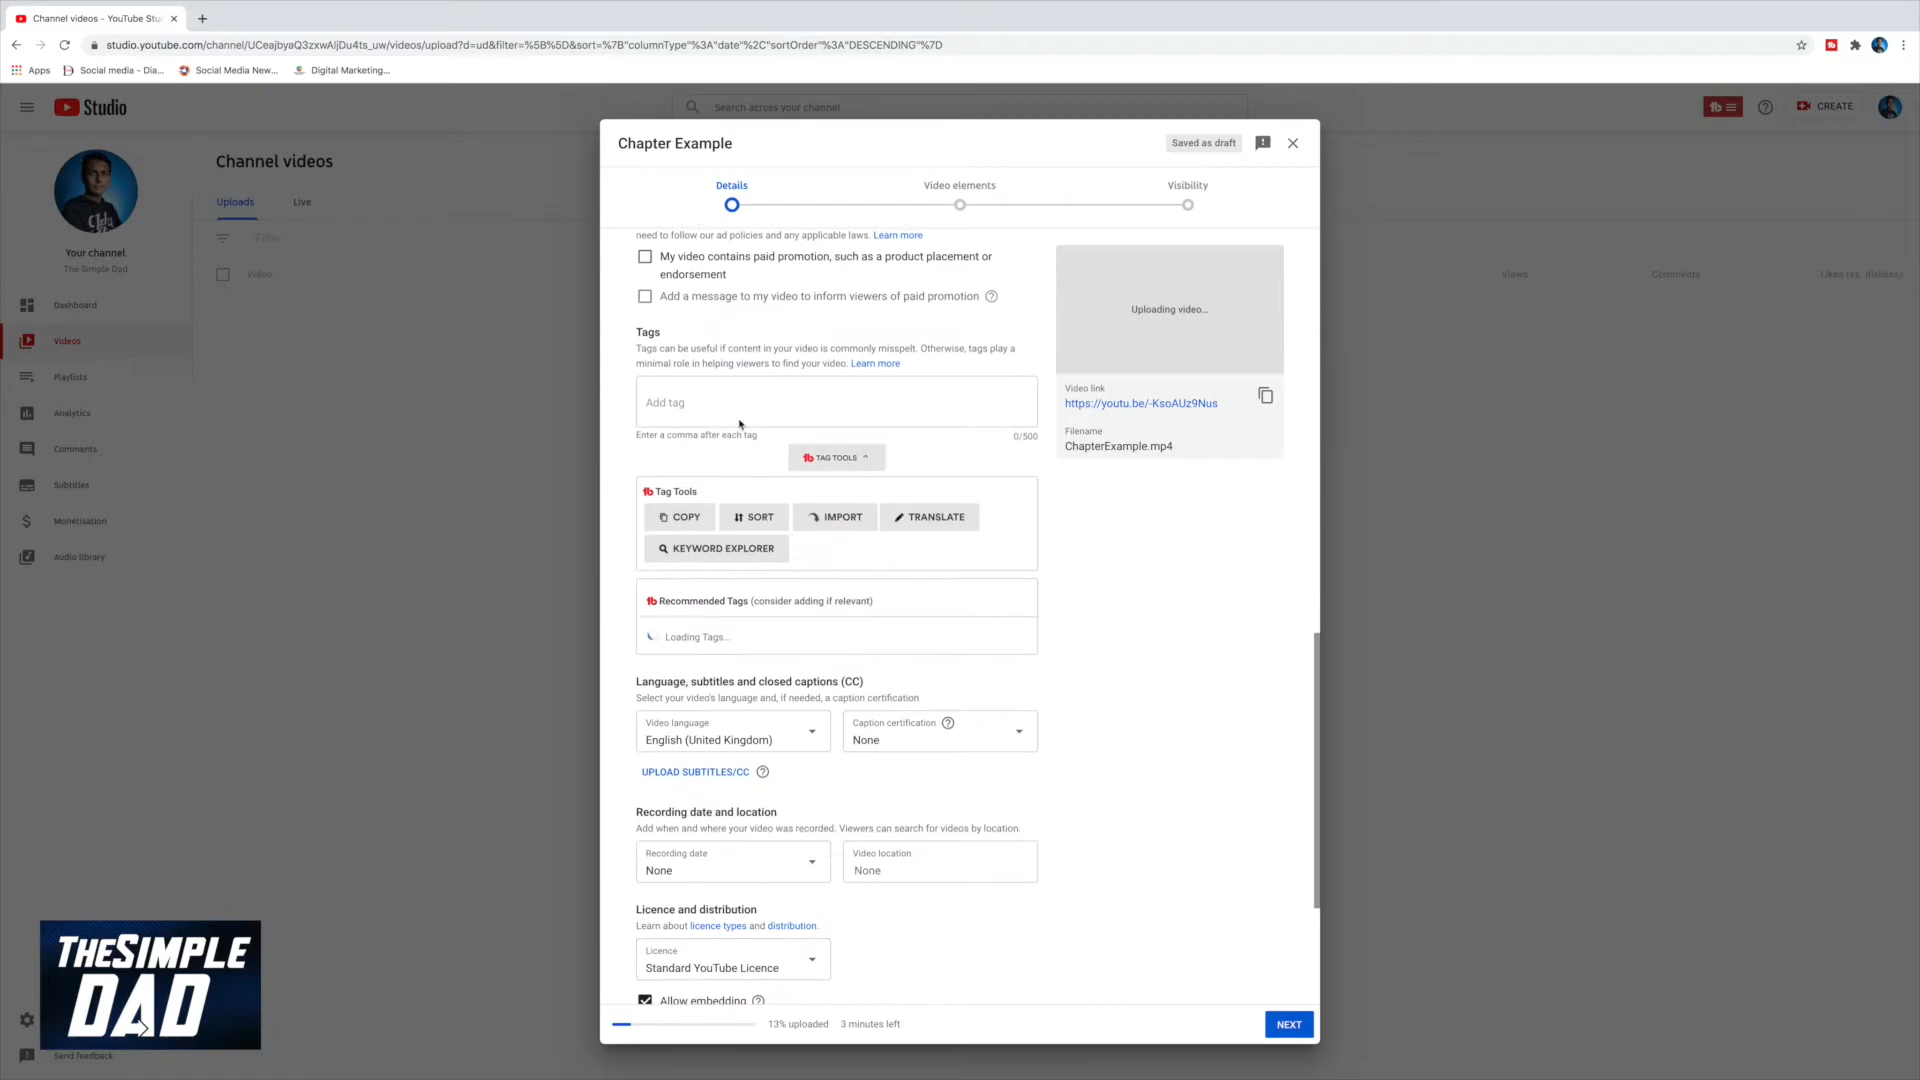 Channel videos - YouTube Stu
studio.youtube.com/channel/UCeajbyaQ3zxwAljDu4ts_uw/videos/upload?d=ud&filter=%5B%5D&sort=%7B"columnType"%3A"date"%2C"sortOrder"%3A"DESCENDING"%7D
Apps Social media - Dia... Social Media New... Digital Marketing...
Studio
Search across your channel
CREATE
Channel videos
Uploads Live
Filter
Your channel
The Simple Dad
Video Views Comments Likes (vs. dislikes)
Dashboard
Videos
Playlists
Analytics
Comments
Subtitles
Monetisation
Audio library
Send feedback
THE SIMPLE
DAD
Chapter Example
Saved as draft
Details Video elements Visibility
need to follow our ad policies and any applicable laws. Learn more
My video contains paid promotion, such as a product placement or
endorsement
Add a message to my video to inform viewers of paid promotion
Tags
Tags can be useful if content in your video is commonly misspelt. Otherwise, tags play a
minimal role in helping viewers to find your video. Learn more
Add tag
Enter a comma after each tag 0/500
tb TAG TOOLS
tb Tag Tools
COPY SORT IMPORT TRANSLATE
KEYWORD EXPLORER
tb Recommended Tags (consider adding if relevant)
Loading Tags...
Language, subtitles and closed captions (CC)
Select your video's language and, if needed, a caption certification
Video language
English (United Kingdom)
Caption certification
None
UPLOAD SUBTITLES/CC
Recording date and location
Add when and where your video was recorded. Viewers can search for videos by location.
Recording date
None
Video location
None
Licence and distribution
Learn about licence types and distribution.
Licence
Standard YouTube Licence
Allow embedding
Uploading video...
Video link
https://youtu.be/-KsoAUz9Nus
Filename
ChapterExample.mp4
13% uploaded 3 minutes left
NEXT